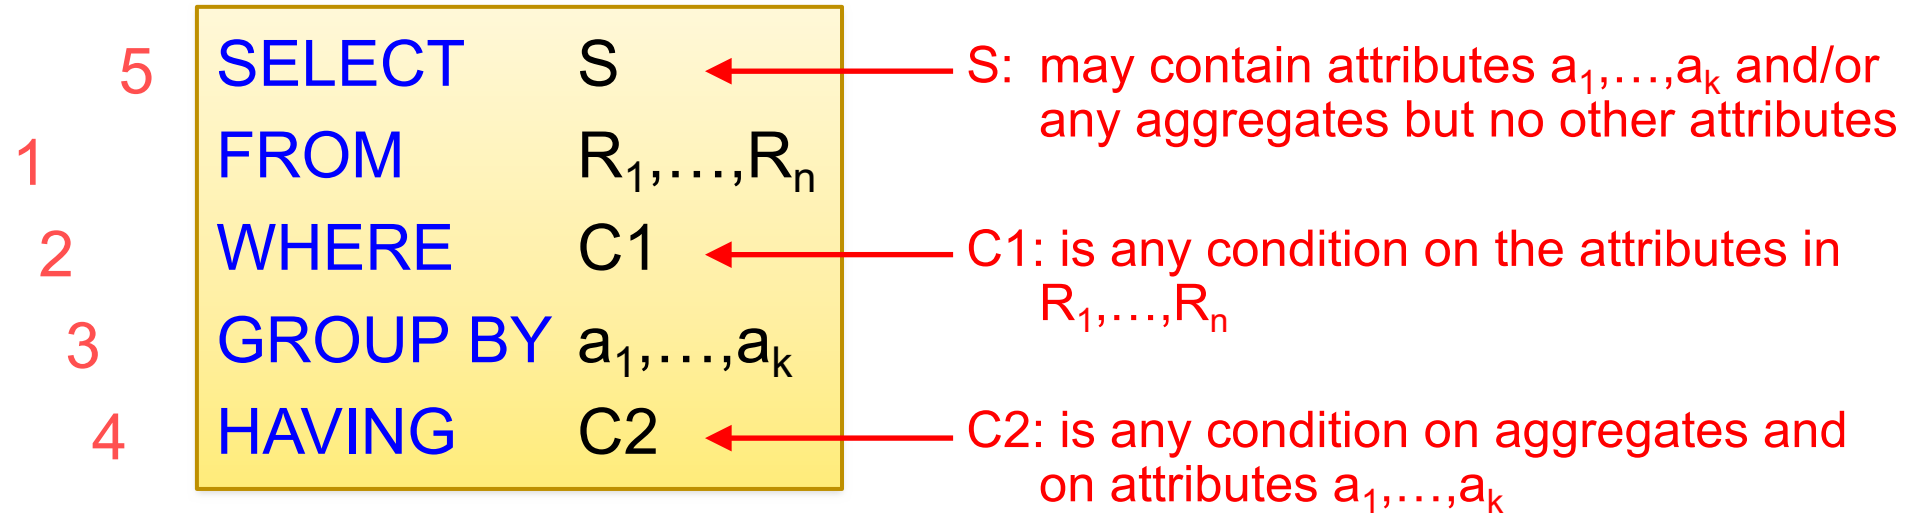 5 SELECT S S: may contain attributes a₁,…,aₖ and/or
any aggregates but no other attributes
1 FROM R₁,…,Rₙ
2 WHERE C1 C1: is any condition on the attributes in
R₁,…,Rₙ
3 GROUP BY a₁,…,aₖ
4 HAVING C2 C2: is any condition on aggregates and
on attributes a₁,…,aₖ